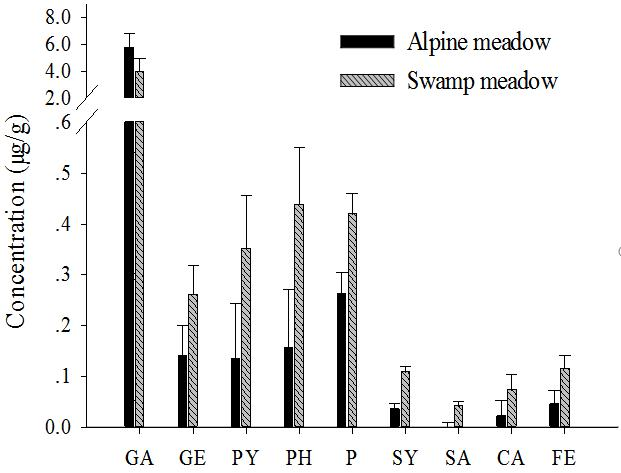 8.0
6.0
4.0
2.0
.6
.5
.4
.3
.2
.1
0.0
Concentration (μg/g)
Alpine meadow
Swamp meadow
GA GE PY PH P SY SA CA FE